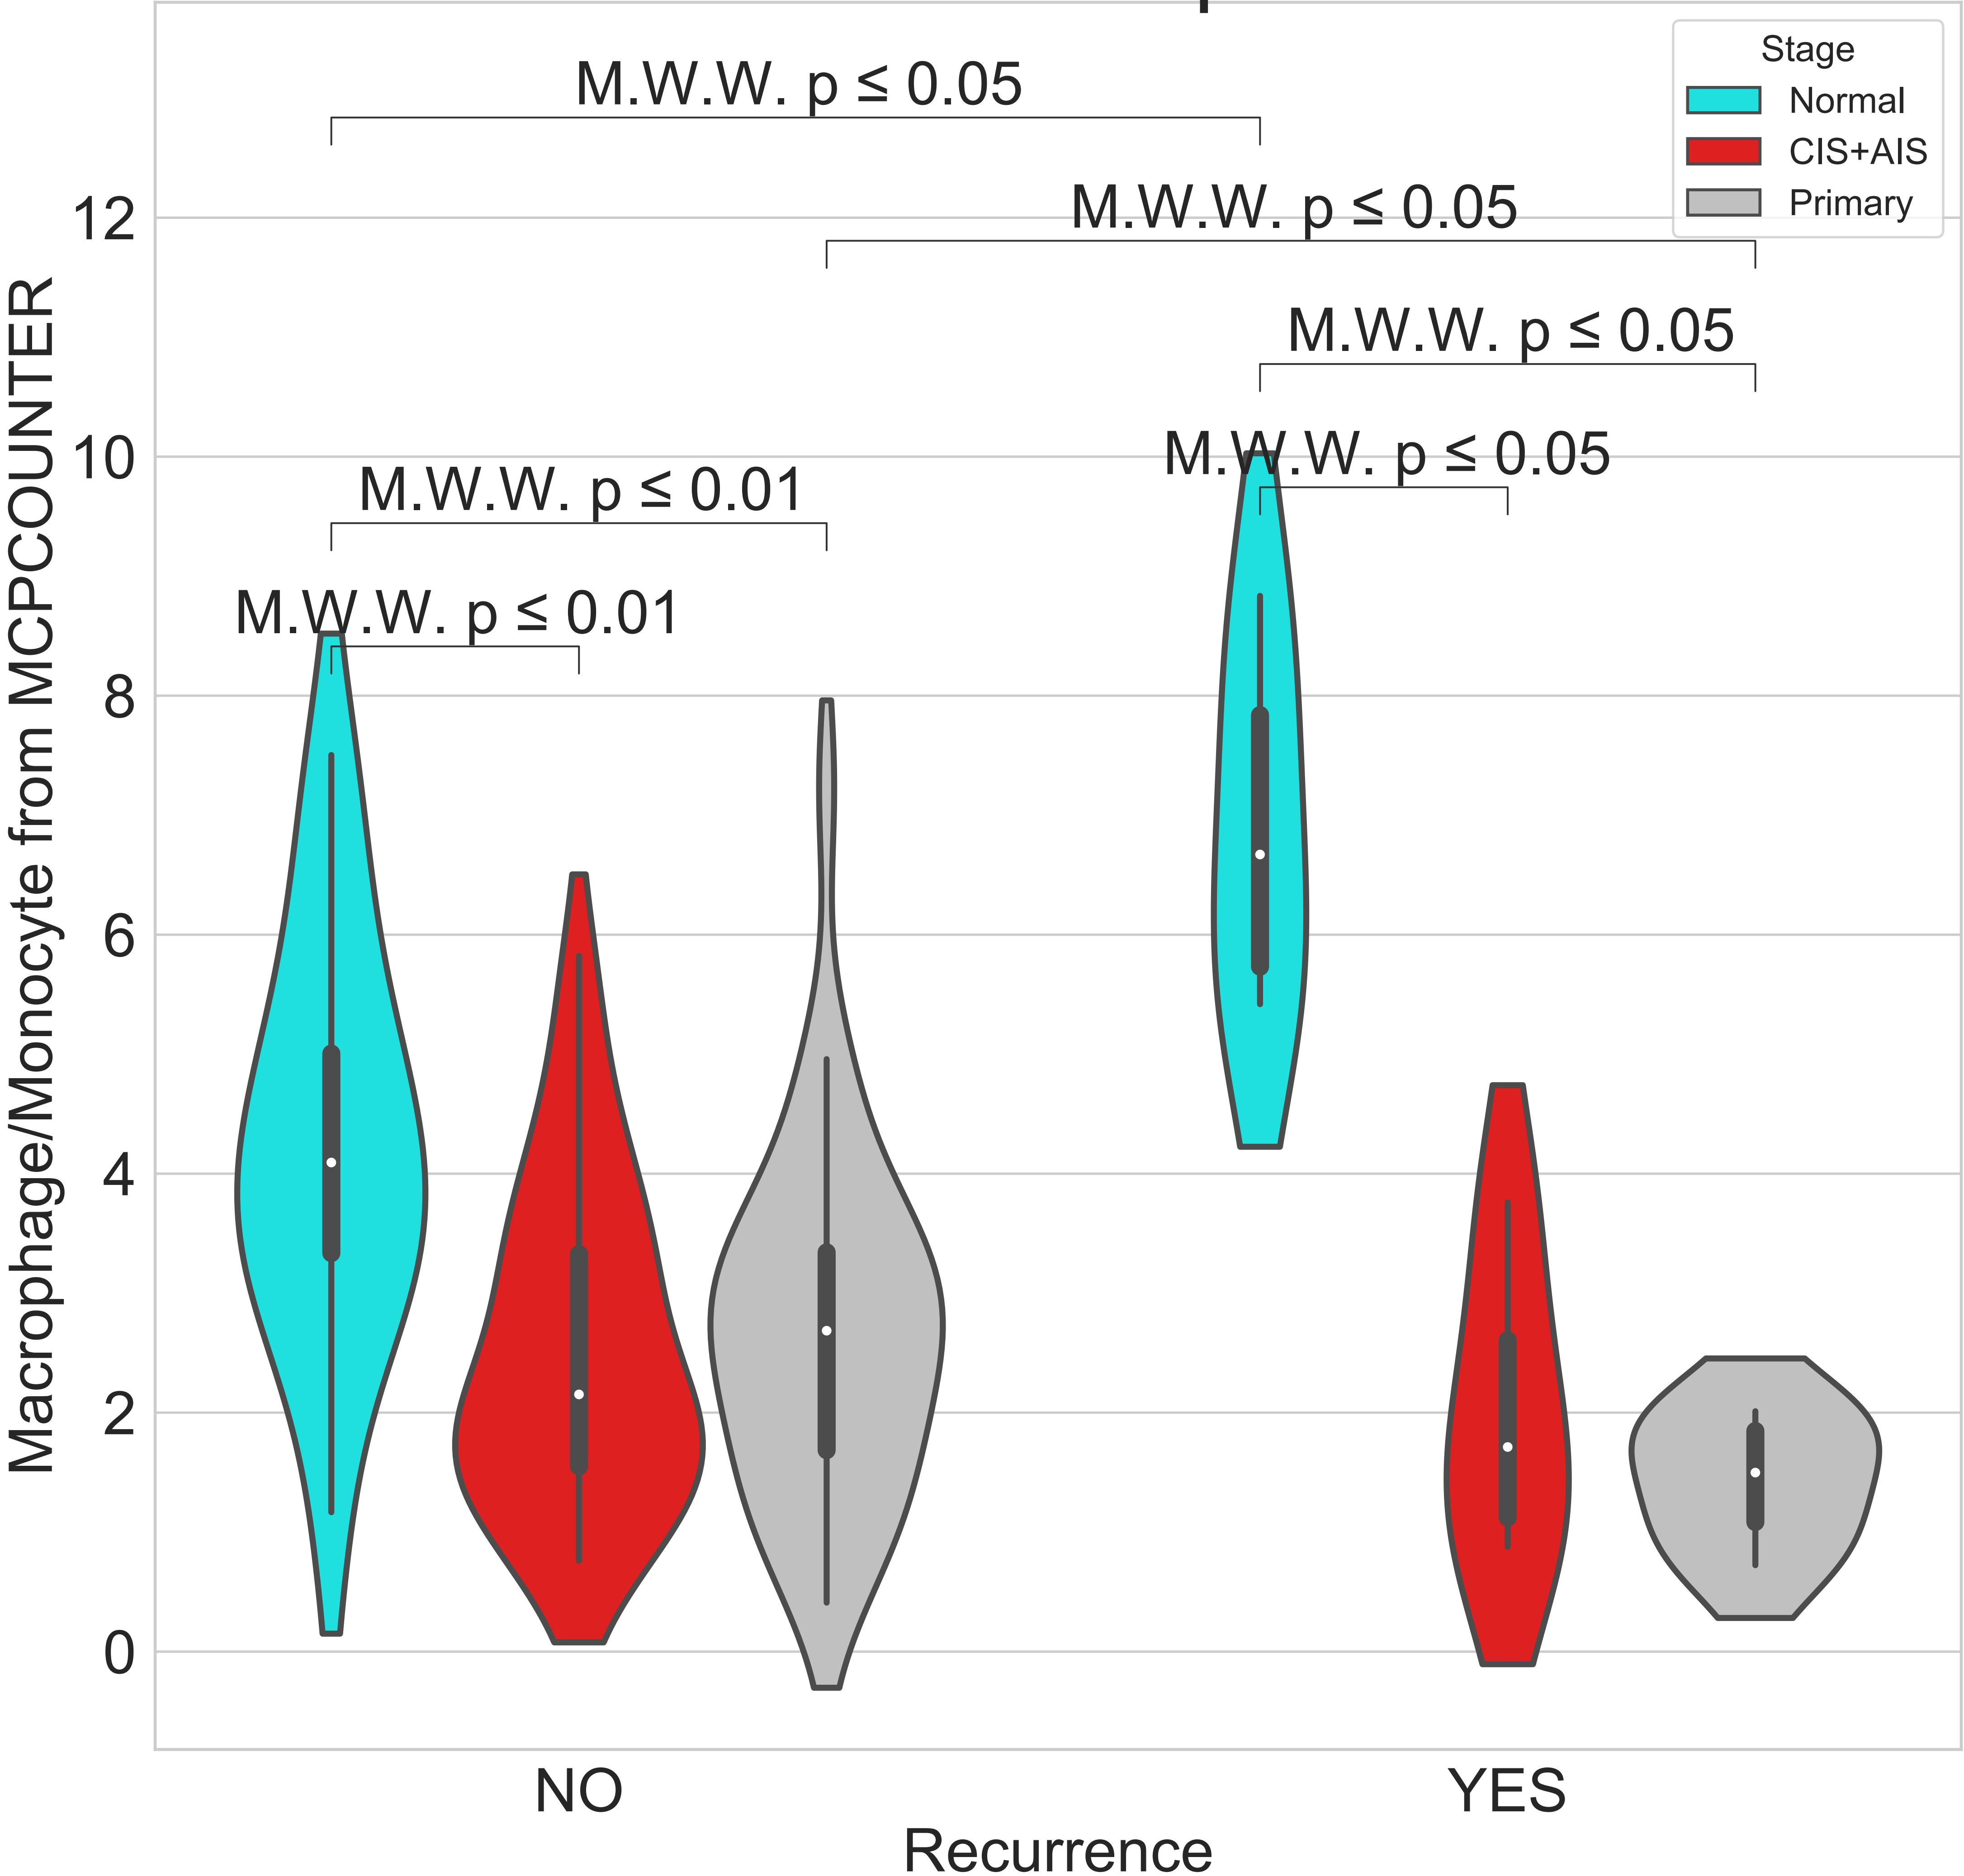 Stage
Normal
CIS+AIS
Primary
M.W.W. p ≤ 0.05
M.W.W. p ≤ 0.05
M.W.W. p ≤ 0.05
M.W.W. p ≤ 0.05
M.W.W. p ≤ 0.01
M.W.W. p ≤ 0.01
Macrophage/Monocyte from MCPCOUNTER
12
10
8
6
4
2
0
NO
YES
Recurrence